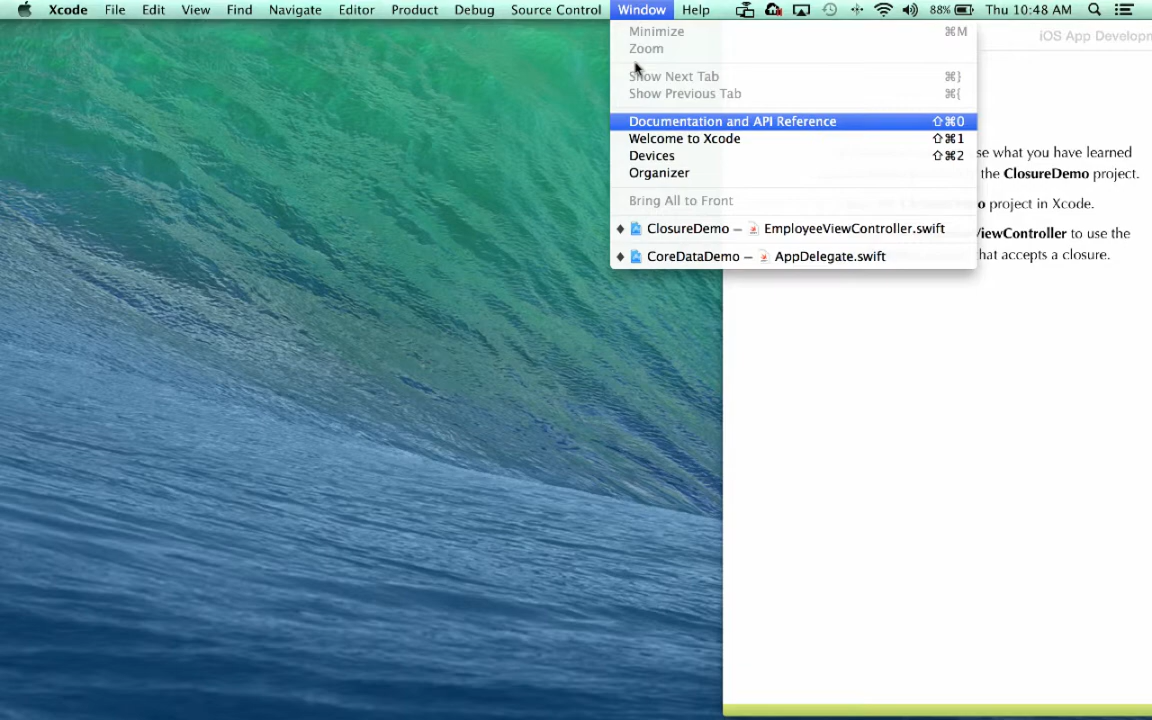 Xcode File Edit View Find Navigate Editor Product Debug Source Control Window Help 88% Thu 10:48 AM
Minimize ⌘M
iOS App Developm
Zoom
Show Next Tab ⌘}
Show Previous Tab ⌘{
Documentation and API Reference ⇧⌘0
Welcome to Xcode ⇧⌘1
Devices ⇧⌘2
Organizer
Bring All to Front
ClosureDemo — EmployeeViewController.swift
CoreDataDemo — AppDelegate.swift
se what you have learned
the ClosureDemo project.
project in Xcode.
ViewController to use the
hat accepts a closure.